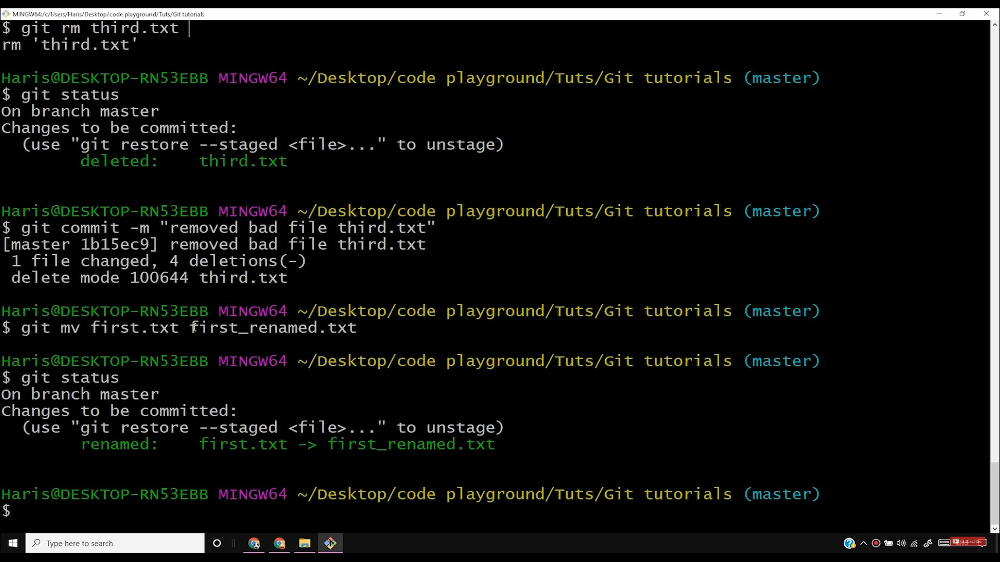 MINGW64:/c/Users/Haris/Desktop/code playground/Tuts/Git tutorials
$ git rm third.txt
rm 'third.txt'
Haris@DESKTOP-RN53EBB MINGW64 ~/Desktop/code playground/Tuts/Git tutorials (master)
$ git status
On branch master
Changes to be committed:
  (use "git restore --staged <file>..." to unstage)
        deleted:    third.txt
Haris@DESKTOP-RN53EBB MINGW64 ~/Desktop/code playground/Tuts/Git tutorials (master)
$ git commit -m "removed bad file third.txt"
[master 1b15ec9] removed bad file third.txt
 1 file changed, 4 deletions(-)
 delete mode 100644 third.txt
Haris@DESKTOP-RN53EBB MINGW64 ~/Desktop/code playground/Tuts/Git tutorials (master)
$ git mv first.txt first_renamed.txt
Haris@DESKTOP-RN53EBB MINGW64 ~/Desktop/code playground/Tuts/Git tutorials (master)
$ git status
On branch master
Changes to be committed:
  (use "git restore --staged <file>..." to unstage)
        renamed:    first.txt -> first_renamed.txt
Haris@DESKTOP-RN53EBB MINGW64 ~/Desktop/code playground/Tuts/Git tutorials (master)
$
Type here to search
Subscribe